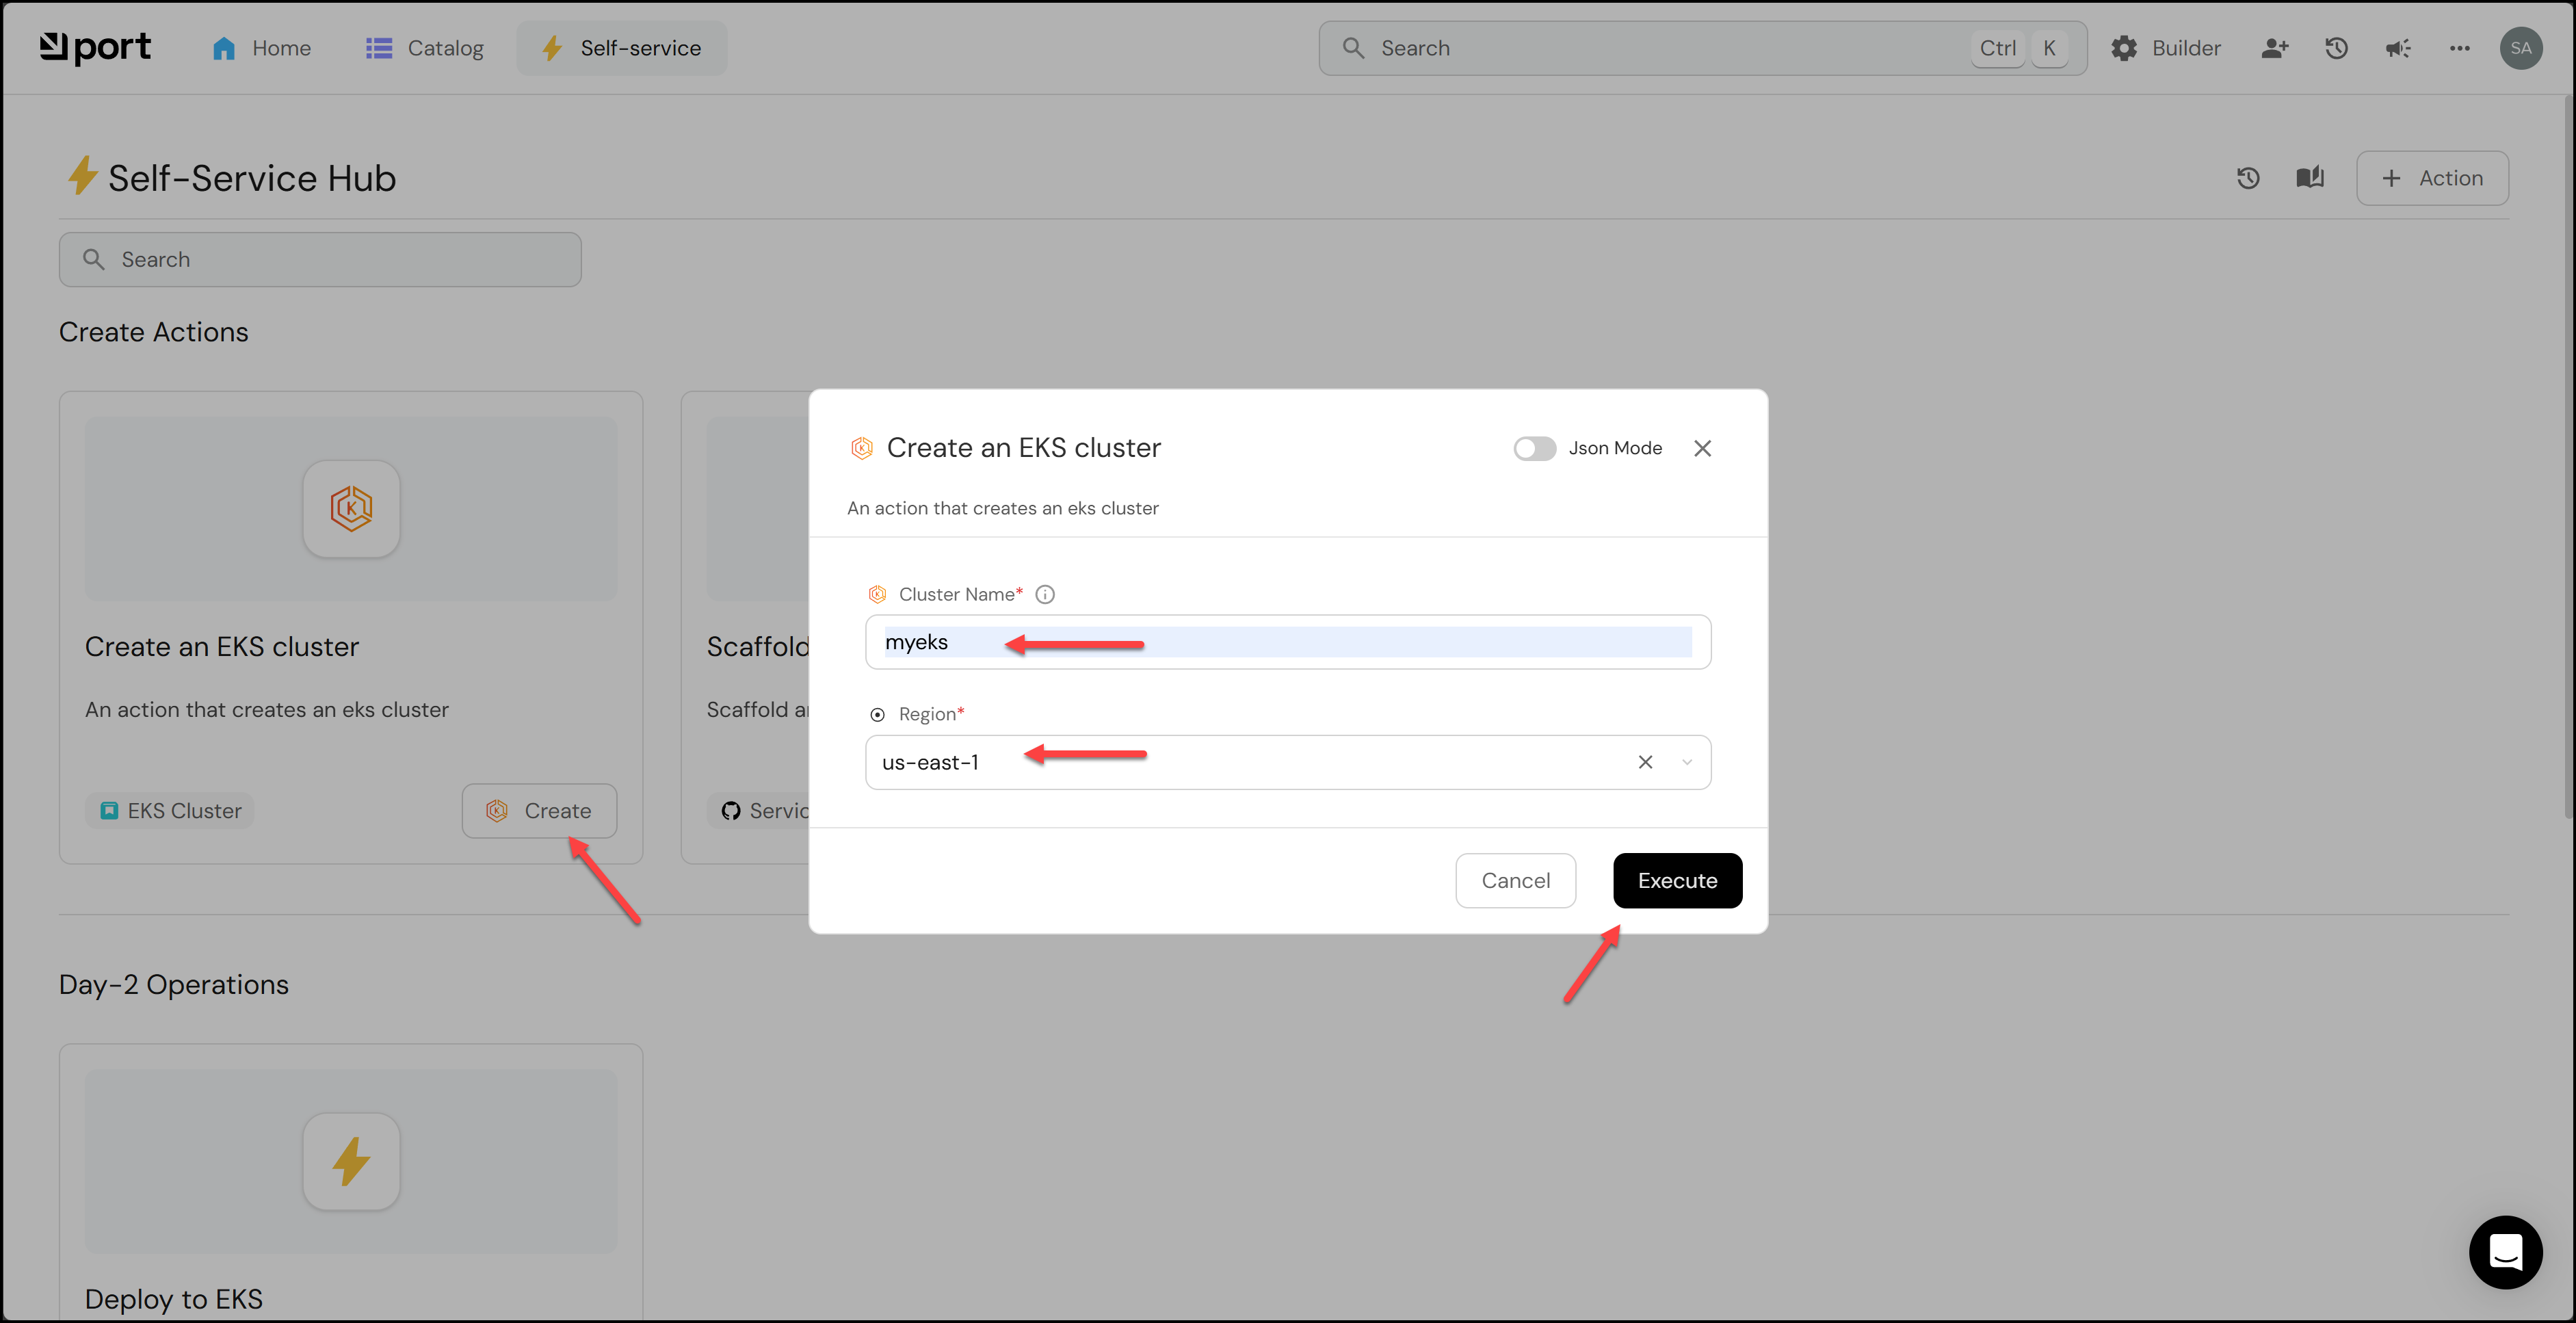 port
Home
Catalog
Self-service
Search
Ctrl
K
Builder
SA
Self-Service Hub
Action
Search
Create Actions
Create an EKS cluster
An action that creates an eks cluster
EKS Cluster
Create
Scaffold
Scaffold
Create an EKS cluster
Json Mode
An action that creates an eks cluster
Cluster Name*
myeks
Region*
us-east-1
Cancel
Execute
Day-2 Operations
Deploy to EKS